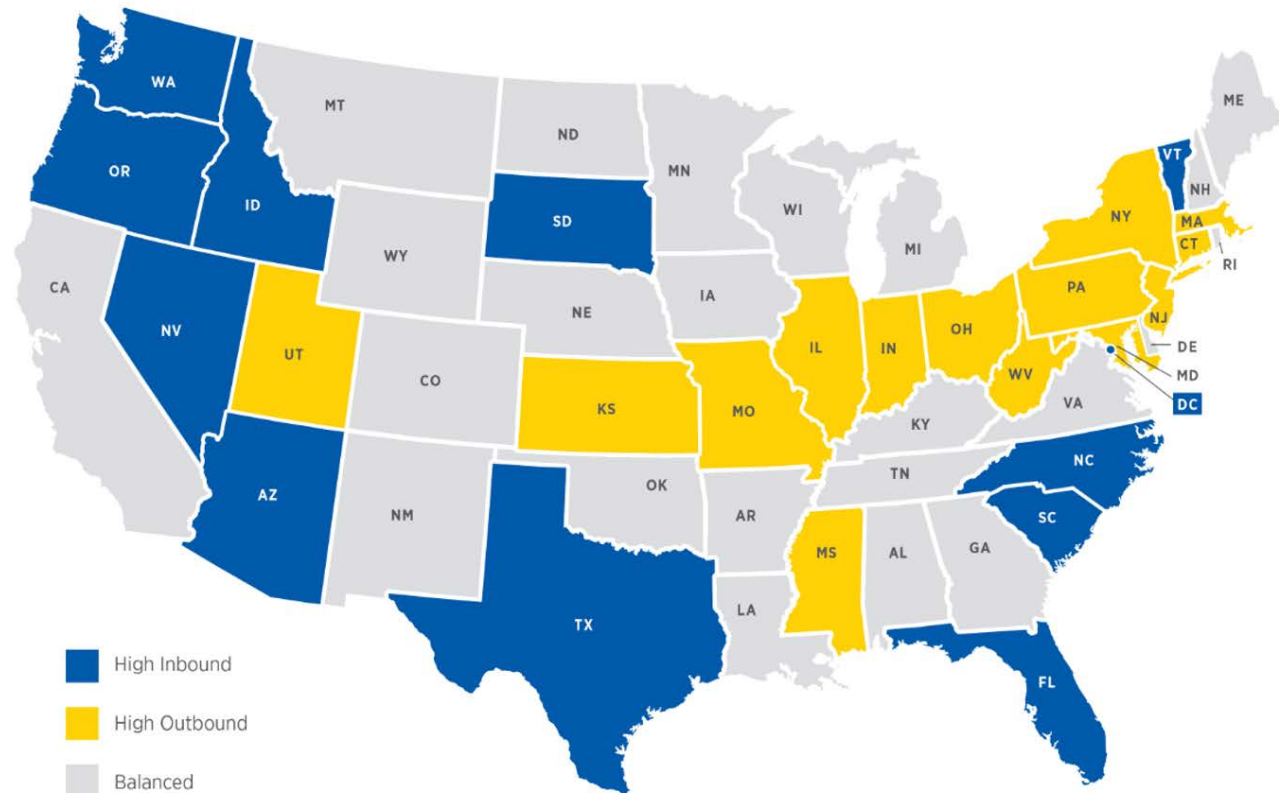 WA
MT
ND
MN
ME
VT
OR
ID
SD
WI
NH
NY
MA
MI
CT
RI
WY
CA
IA
PA
NE
NJ
NV
UT
IL
IN
OH
DE
CO
WV
MD
KS
MO
VA
DC
KY
NC
AZ
TN
OK
NM
AR
SC
MS
AL
GA
LA
TX
High Inbound
FL
High Outbound
Balanced